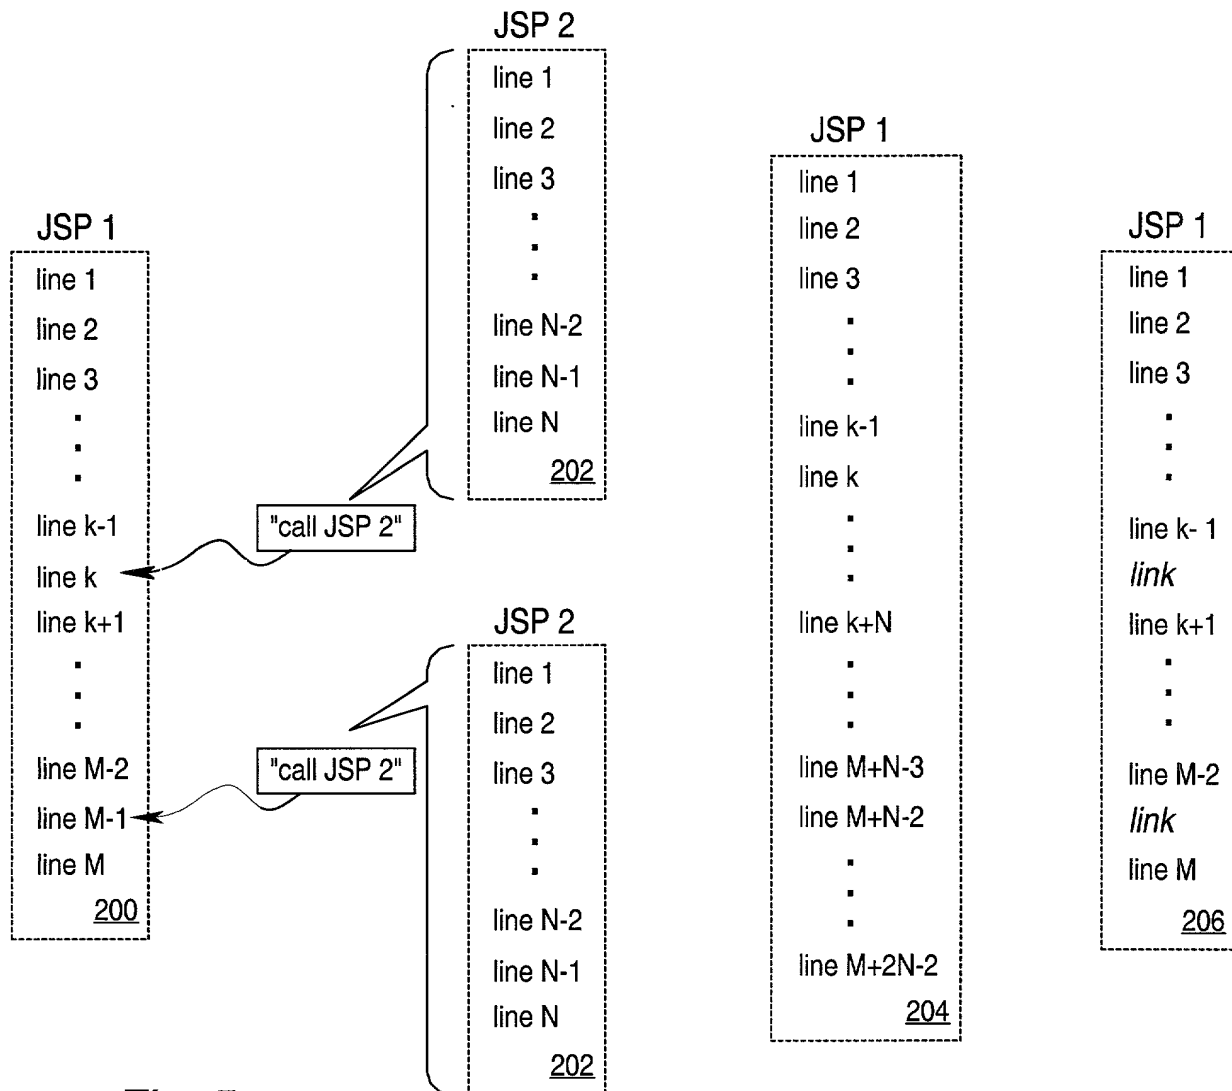 JSP 1
line 1
line 2
line 3
line k-1
line k
line k+1
line M-2
line M-1
line M
200
"call JSP 2"
"call JSP 2"
JSP 2
line 1
line 2
line 3
line N-2
line N-1
line N
202
JSP 2
line 1
line 2
line 3
line N-2
line N-1
line N
202
JSP 1
line 1
line 2
line 3
line k-1
line k
line k+N
line M+N-3
line M+N-2
line M+2N-2
204
JSP 1
line 1
line 2
line 3
line k- 1
link
line k+1
line M-2
link
line M
206